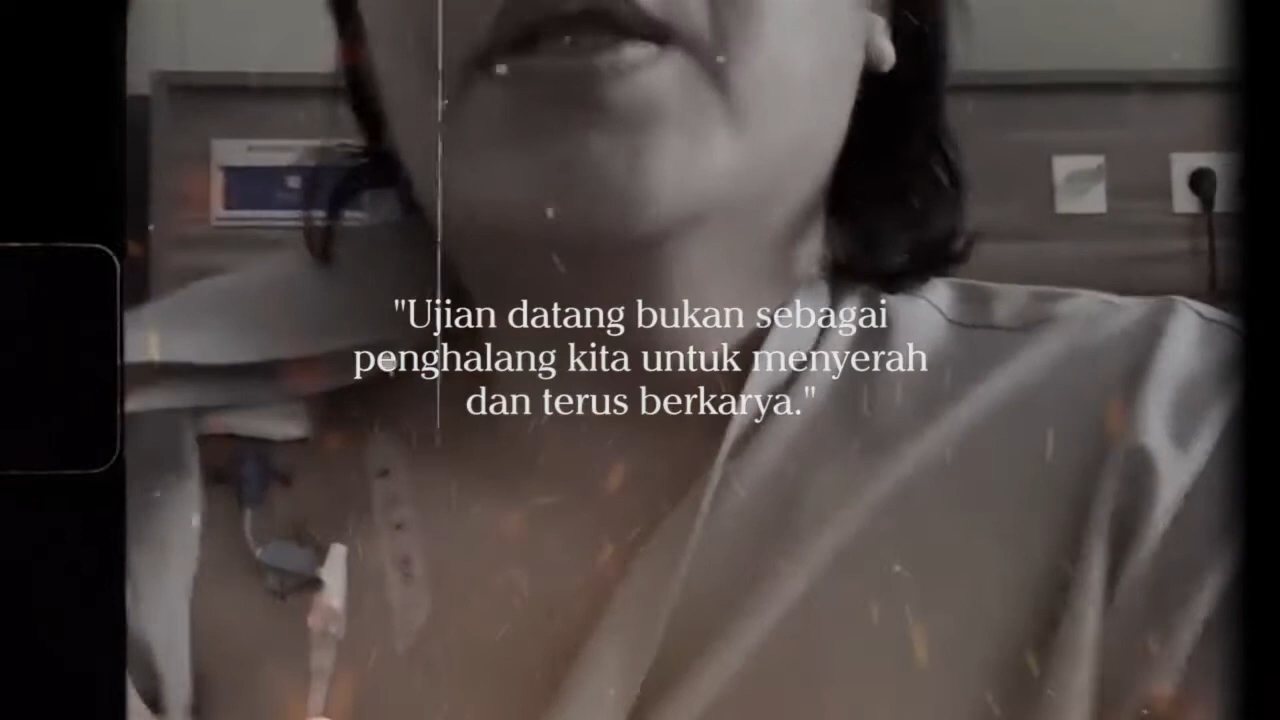 "Ujian datang bukan sebagai
penghalang kita untuk menyerah
dan terus berkarya."